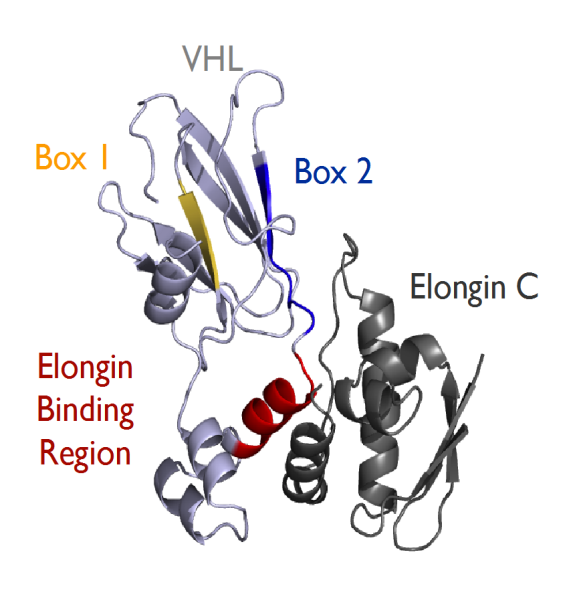 VHL
Box 1
Box 2
Elongin C
Elongin
Binding
Region